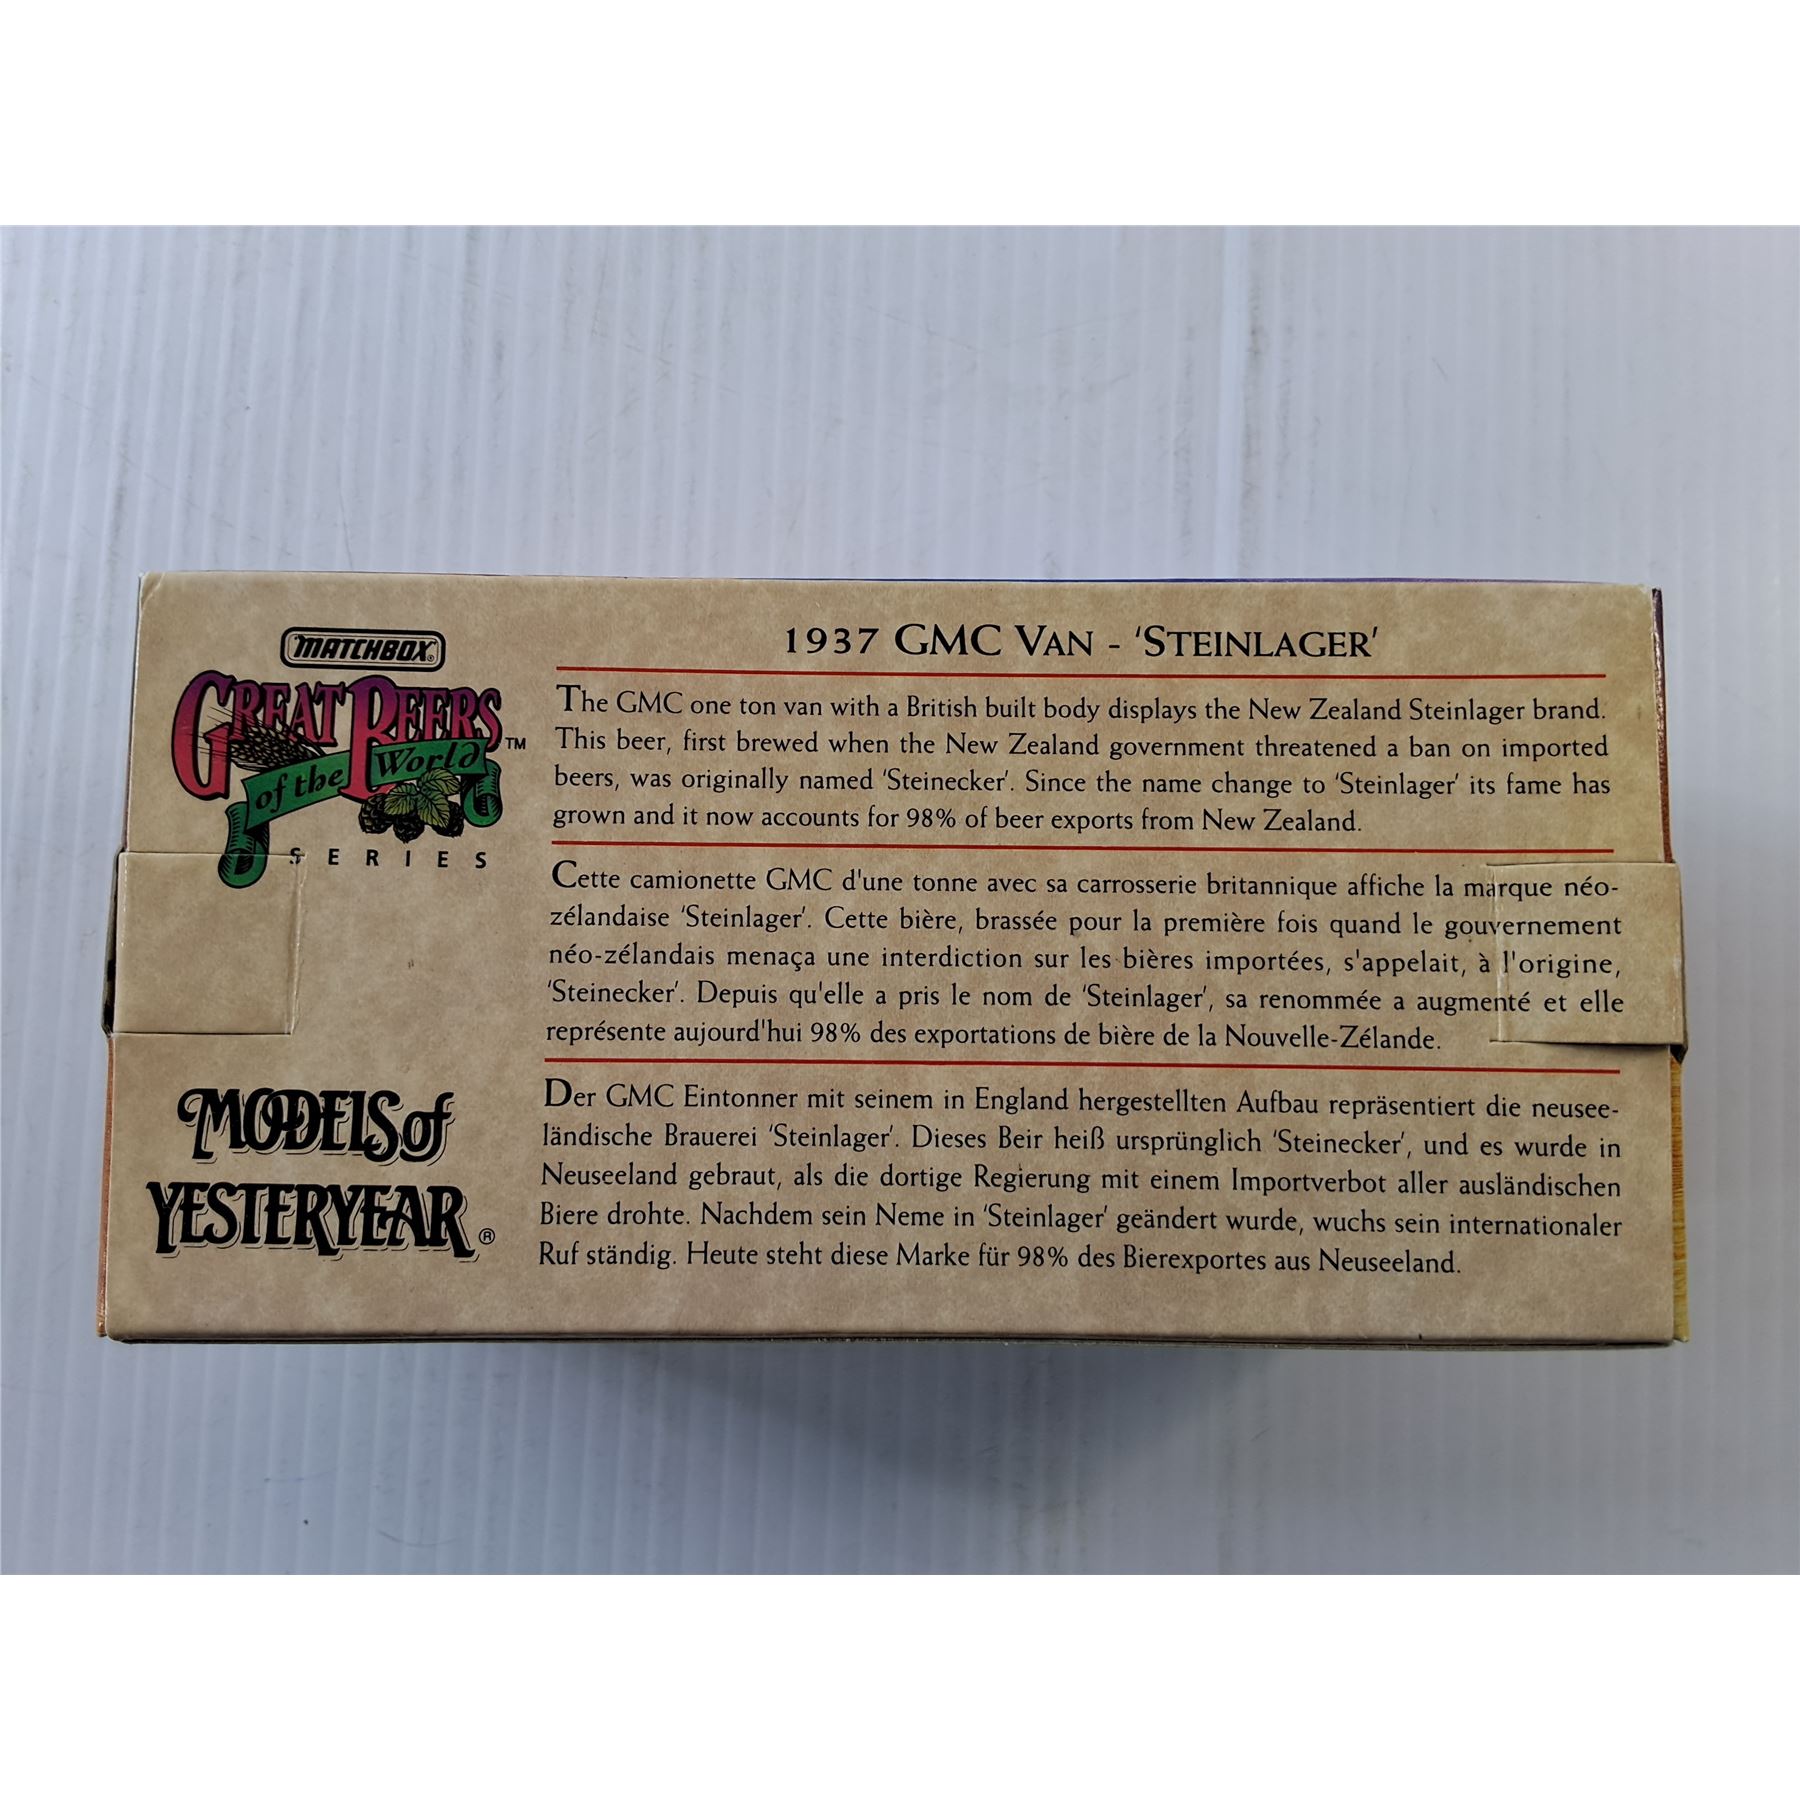 MATCHBOX®
GREAT BEERS
of the World™
SERIES
MODELS of
YESTERYEAR®
1937 GMC VAN - 'STEINLAGER'
The GMC one ton van with a British built body displays the New Zealand Steinlager brand.
This beer, first brewed when the New Zealand government threatened a ban on imported
beers, was originally named 'Steinecker'. Since the name change to 'Steinlager' its fame has
grown and it now accounts for 98% of beer exports from New Zealand.
Cette camionette GMC d'une tonne avec sa carrosserie britannique affiche la marque néo-
zélandaise 'Steinlager'. Cette bière, brassée pour la première fois quand le gouvernement
néo-zélandais menaça une interdiction sur les bières importées, s'appelait, à l'origine,
'Steinecker'. Depuis qu'elle a pris le nom de 'Steinlager', sa renommée a augmenté et elle
représente aujourd'hui 98% des exportations de bière de la Nouvelle-Zélande.
Der GMC Eintonner mit seinem in England hergestellten Aufbau repräsentiert die neusee-
ländische Brauerei 'Steinlager'. Dieses Beir heiß ursprünglich 'Steinecker', und es wurde in
Neuseeland gebraut, als die dortige Regierung mit einem Importverbot aller ausländischen
Biere drohte. Nachdem sein Neme in 'Steinlager' geändert wurde, wuchs sein internationaler
Ruf ständig. Heute steht diese Marke für 98% des Bierexportes aus Neuseeland.